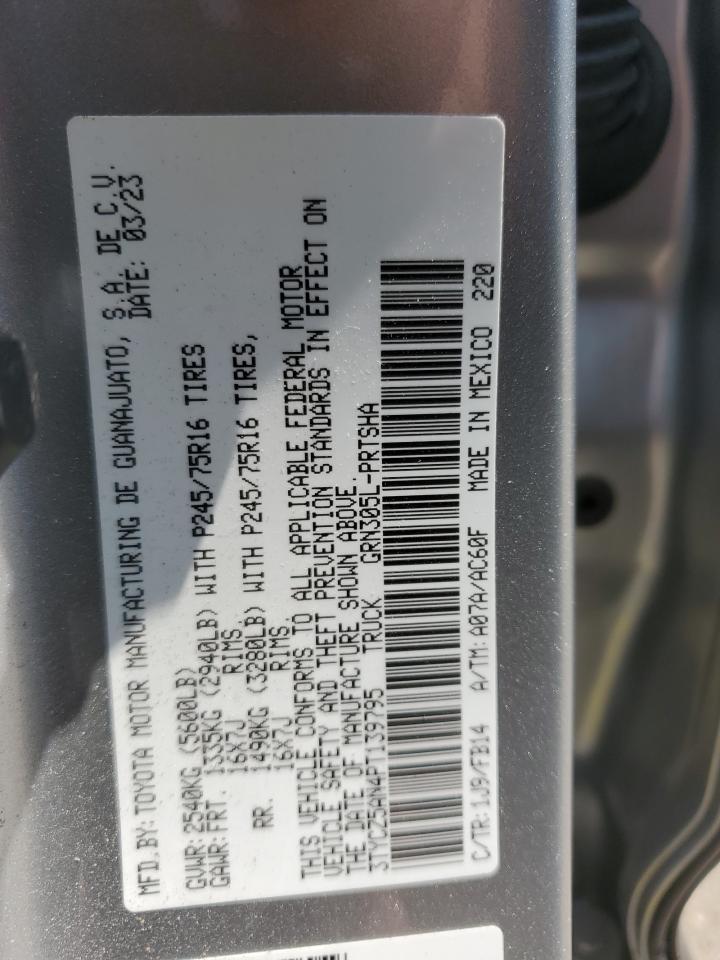 MFD.BY: TOYOTA MOTOR MANUFACTURING DE GUANAJUATO, S.A. DE C.V.
DATE: 03/23
GVWR: 2540KG (5600LB)
GAWR: FRT. 1335KG (2940LB) WITH P245/75R16 TIRES
16X7J RIMS.
RR. 1490KG (3280LB) WITH P245/75R16 TIRES,
16X7J RIMS.
THIS VEHICLE CONFORMS TO ALL APPLICABLE FEDERAL MOTOR
VEHICLE SAFETY AND THEFT PREVENTION STANDARDS IN EFFECT ON
THE DATE OF MANUFACTURE SHOWN ABOVE.
3TYCZ5AN4PT139795 TRUCK GRN305L-PRTSHA
C/TR: 1J9/FB14 A/TM: A07A/AC60F MADE IN MEXICO 220